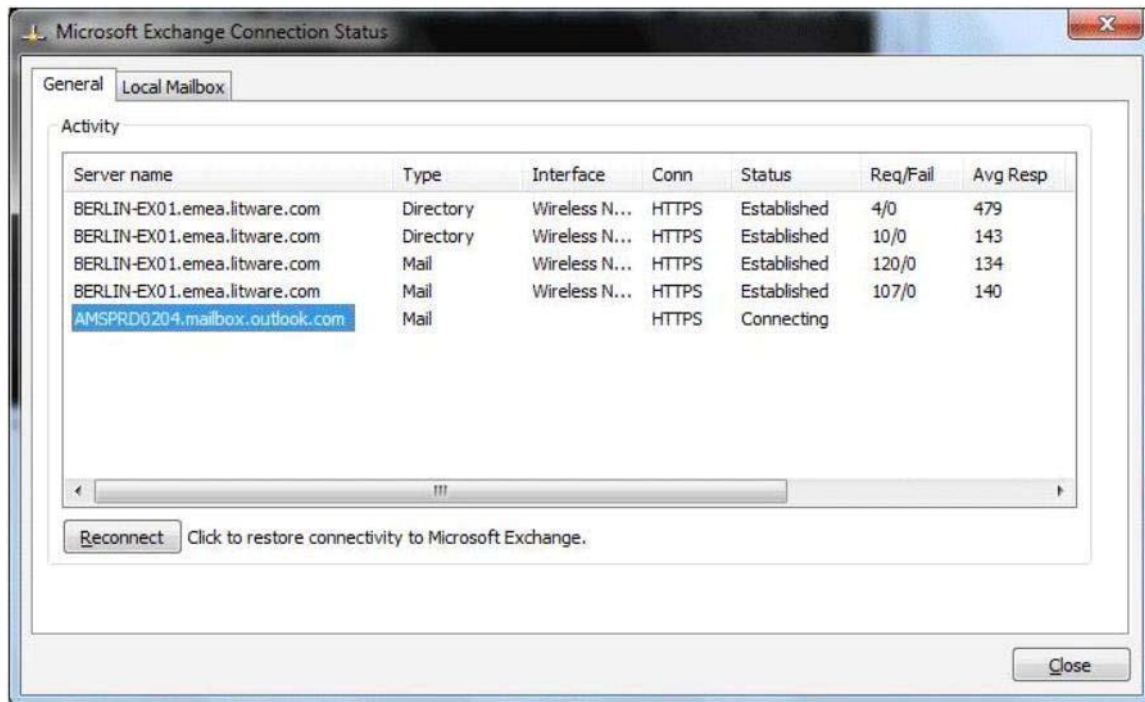 Microsoft Exchange Connection Status
General Local Mailbox
Activity
Server name Type Interface Conn Status Req/Fail Avg Resp
BERLIN-EX01.emea.litware.com Directory Wireless N... HTTPS Established 4/0 479
BERLIN-EX01.emea.litware.com Directory Wireless N... HTTPS Established 10/0 143
BERLIN-EX01.emea.litware.com Mail Wireless N... HTTPS Established 120/0 134
BERLIN-EX01.emea.litware.com Mail Wireless N... HTTPS Established 107/0 140
AMSPRD0204.mailbox.outlook.com Mail HTTPS Connecting
Reconnect Click to restore connectivity to Microsoft Exchange.
Close